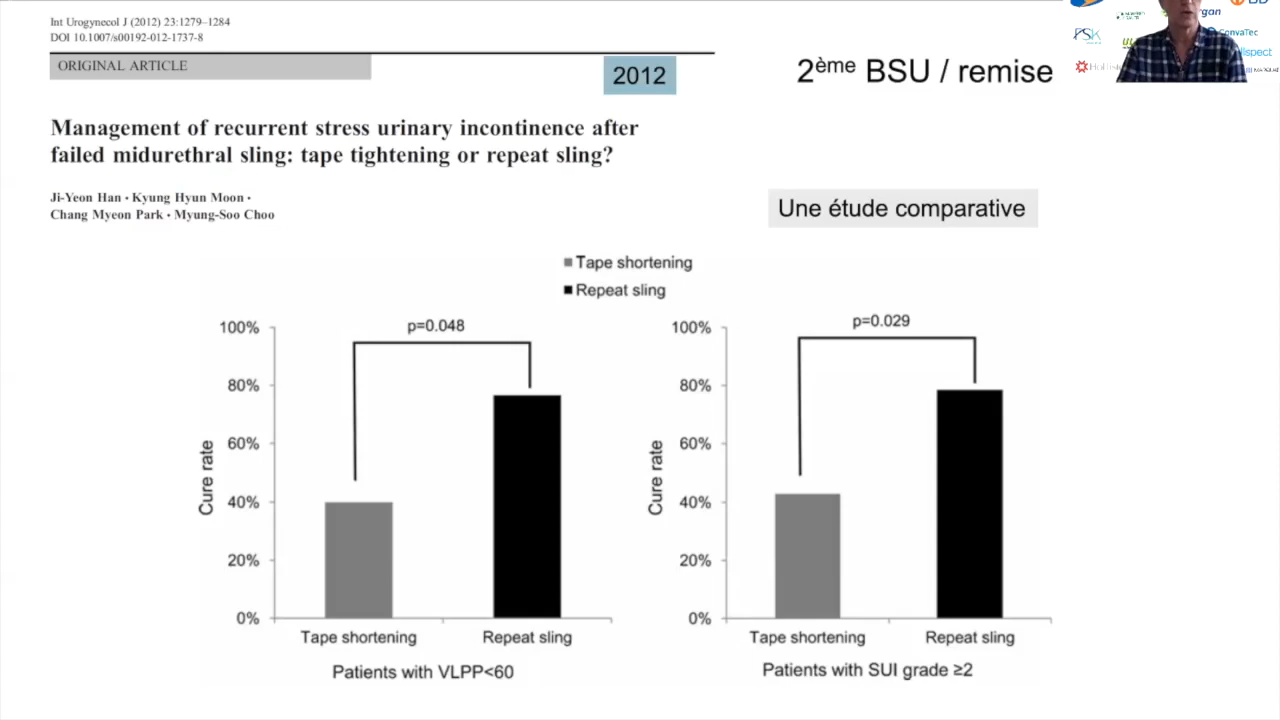 Int Urogynecol J (2012) 23:1279–1284
DOI 10.1007/s00192-012-1737-8
ORIGINAL ARTICLE
2012
2ème BSU / remise
BD
FSK
ConvaTec
Management of recurrent stress urinary incontinence after
failed midurethral sling: tape tightening or repeat sling?
Ji-Yeon Han • Kyung Hyun Moon •
Chang Myeon Park • Myung-Soo Choo
Une étude comparative
Tape shortening
Repeat sling
p=0.048
100%
80%
60%
40%
20%
0%
Cure rate
Tape shortening Repeat sling
Patients with VLPP<60
p=0.029
100%
80%
60%
40%
20%
0%
Cure rate
Tape shortening Repeat sling
Patients with SUI grade ≥2